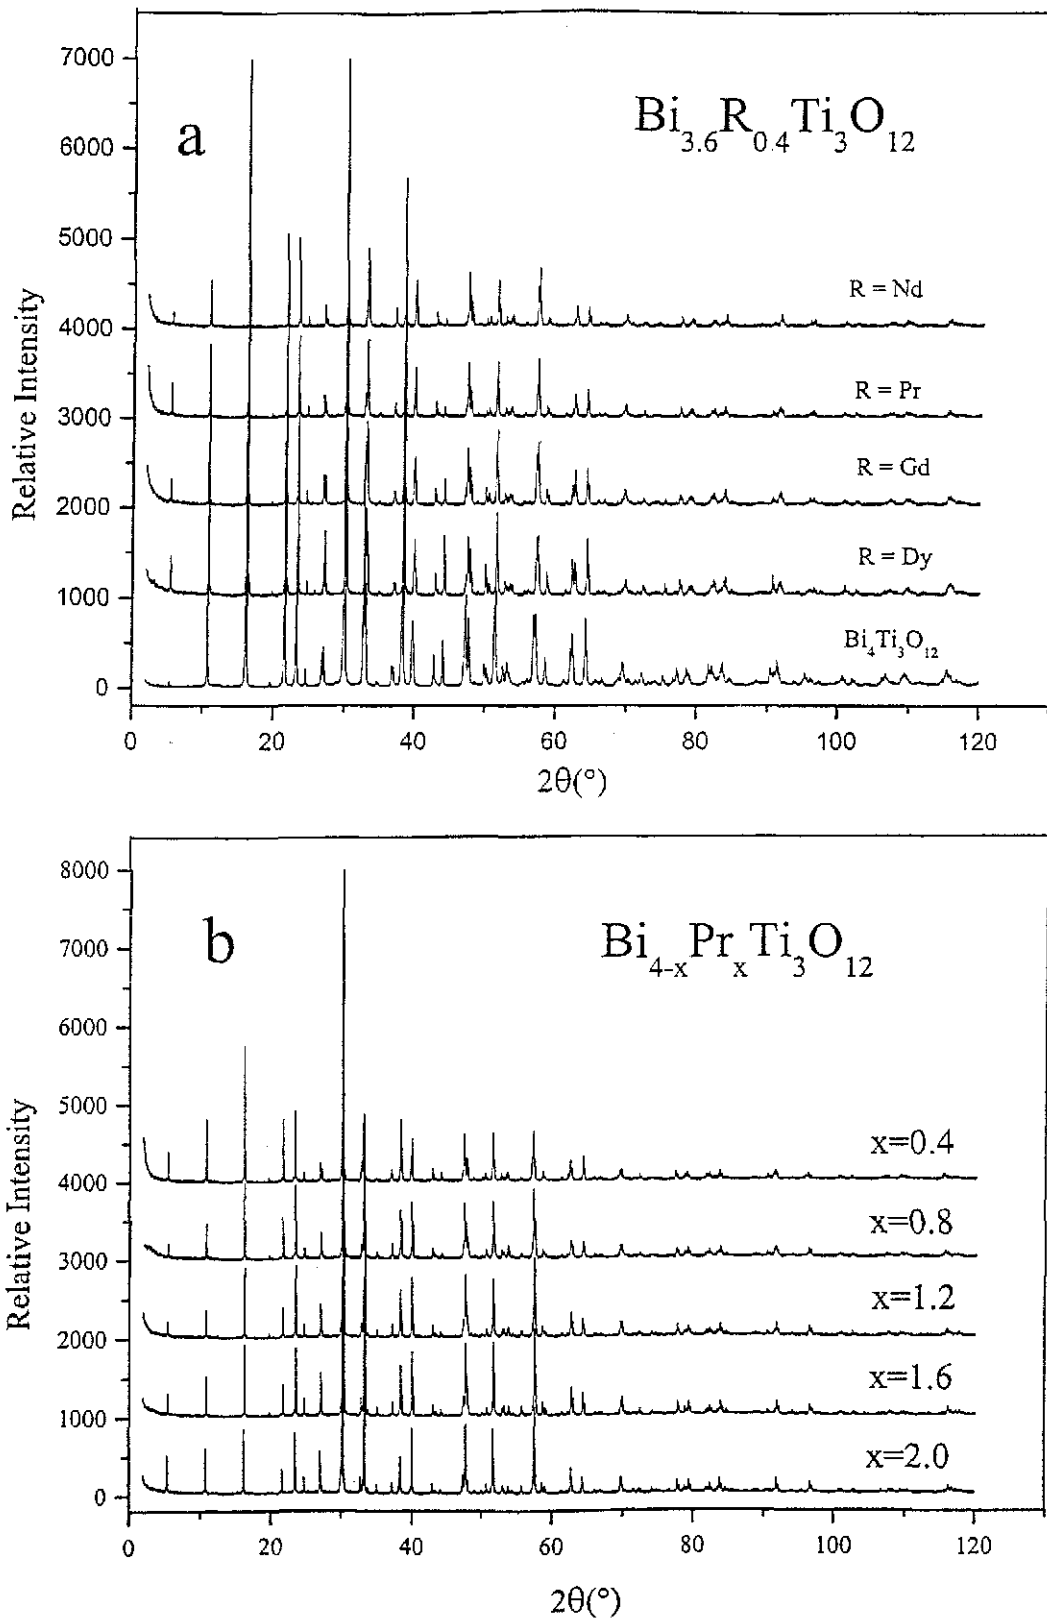 7000
a
Bi3.6R0.4Ti3O12
6000
5000
R = Nd
4000
R = Pr
3000
R = Gd
2000
R = Dy
1000
Bi4Ti3O12
0
Relative Intensity
0 20 40 60 80 100 120
2θ(°)
8000
b
Bi4-xPrxTi3O12
7000
6000
5000
x=0.4
4000
x=0.8
3000
x=1.2
2000
x=1.6
1000
x=2.0
0
Relative Intensity
0 20 40 60 80 100 120
2θ(°)